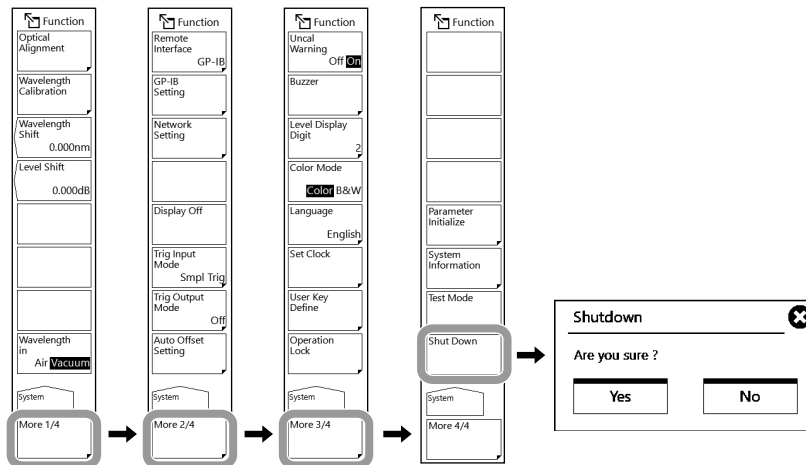 Function
Optical
Alignment
Wavelength
Calibration
Wavelength
Shift
0.000nm
Level Shift
0.000dB
Wavelength
in
Air Vacuum
System
More 1/4
Function
Remote
Interface
GP-IB
GP-IB
Setting
Network
Setting
Display Off
Trig Input
Mode
Smpl Trig
Trig Output
Mode
Off
Auto Offset
Setting
System
More 2/4
Function
Uncal
Warning
Off On
Buzzer
Level Display
Digit
2
Color Mode
Color B&W
Language
English
Set Clock
User Key
Define
Operation
Lock
System
More 3/4
Function
Parameter
Initialize
System
Information
Test Mode
Shut Down
System
More 4/4
Shutdown
Are you sure ?
Yes No